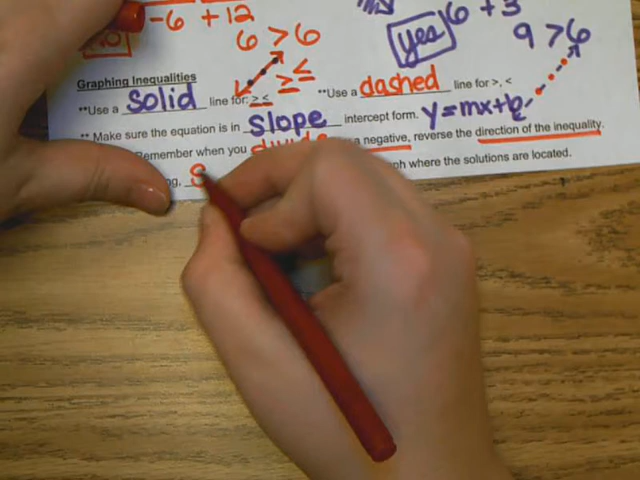 -6 + 12
6 > 6
yes
6 + 3
9 > 6
Graphing Inequalities
**Use a solid line for: ≥ ≤
≥ ≤
**Use a dashed line for >, <
** Make sure the equation is in slope intercept form. y=mx+b
Remember when you divide a negative, reverse the direction of the inequality.
ng, S ph where the solutions are located.